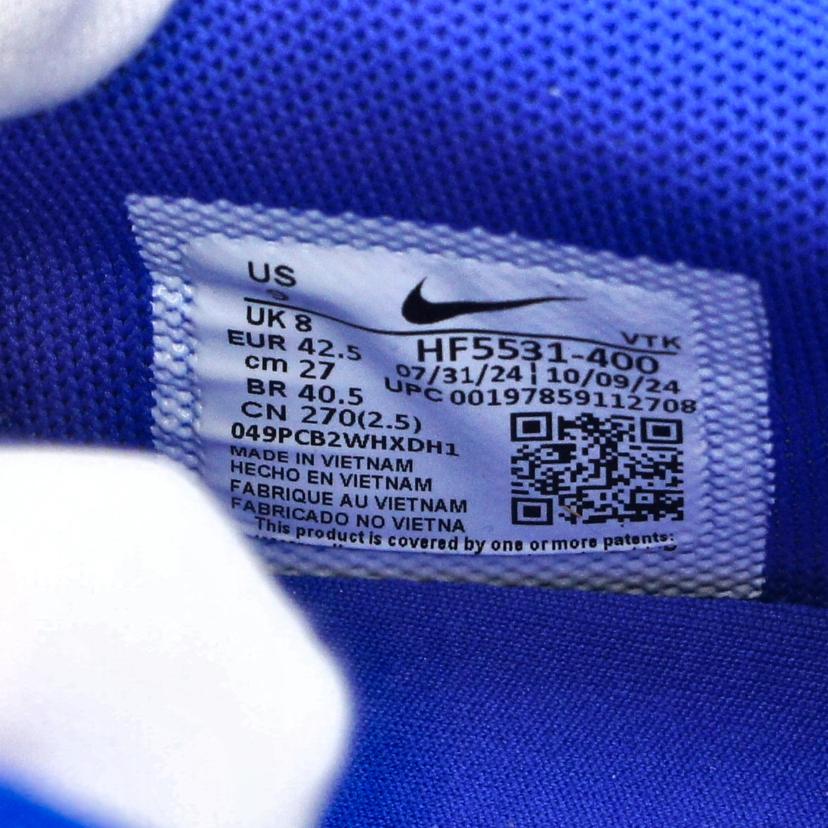 US
UK 8
EUR 42.5
cm 27
BR 40.5
CN 270(2.5)
049PCB2WHXDH1
MADE IN VIETNAM
HECHO EN VIETNAM
FABRIQUE AU VIETNAM
FABRICADO NO VIETNA
VTK
HF5531-400
07/31/24 | 10/09/24
UPC 00197859112708
This product is covered by one or more patents: